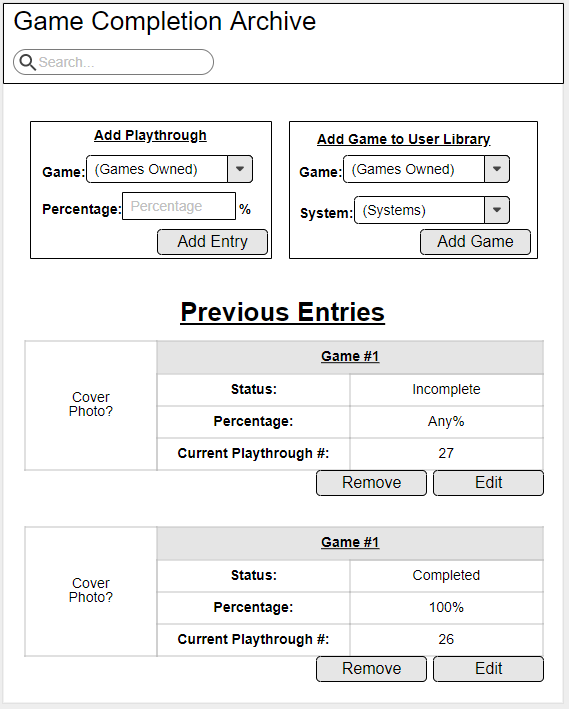 Game Completion Archive
Search...
Add Playthrough
Game: (Games Owned)
Percentage: Percentage %
Add Entry
Add Game to User Library
Game: (Games Owned)
System: (Systems)
Add Game
Previous Entries
Cover
Photo?
Game #1
Status: Incomplete
Percentage: Any%
Current Playthrough #: 27
Remove Edit
Cover
Photo?
Game #1
Status: Completed
Percentage: 100%
Current Playthrough #: 26
Remove Edit